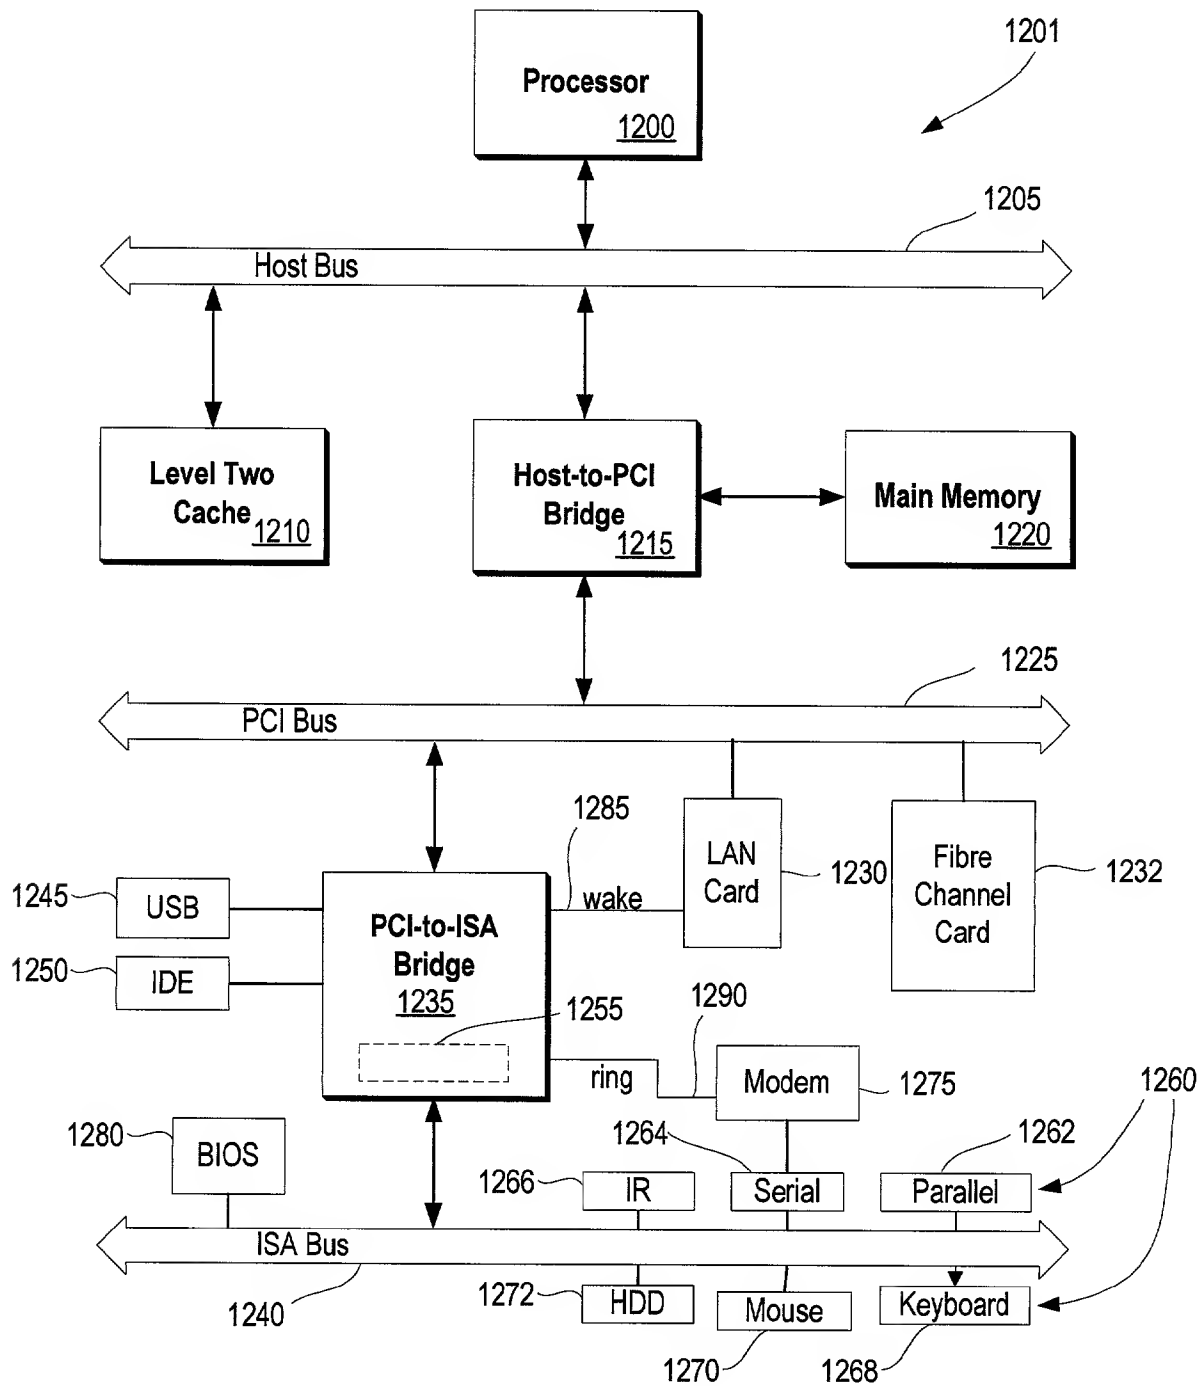 1201
Processor
1200
1205
Host Bus
Level Two
Cache
1210
Host-to-PCI
Bridge
1215
Main Memory
1220
1225
PCI Bus
1285
wake
LAN
Card
1230
Fibre
Channel
Card
1232
1245
USB
1250
IDE
PCI-to-ISA
Bridge
1235
1255
1290
ring
Modem
1275
1260
1280
BIOS
1264
1262
1266
IR
Serial
Parallel
ISA Bus
1240
1272
HDD
Mouse
Keyboard
1270
1268